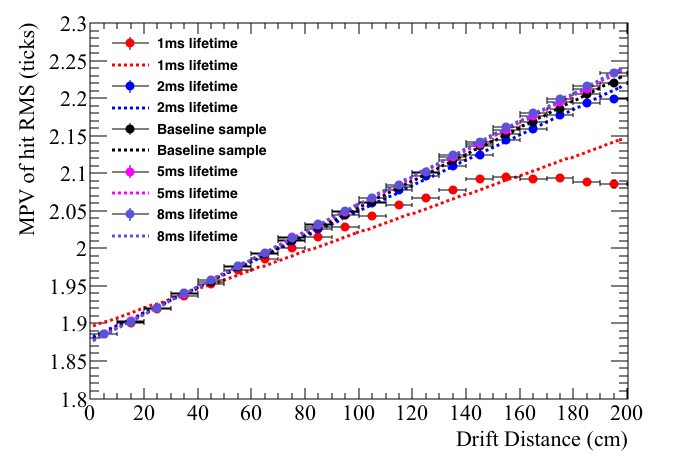 MPV of hit RMS (ticks)
2.3
2.25
2.2
2.15
2.1
2.05
2
1.95
1.9
1.85
1.8
1ms lifetime
1ms lifetime
2ms lifetime
2ms lifetime
Baseline sample
Baseline sample
5ms lifetime
5ms lifetime
8ms lifetime
8ms lifetime
0 20 40 60 80 100 120 140 160 180 200
Drift Distance (cm)